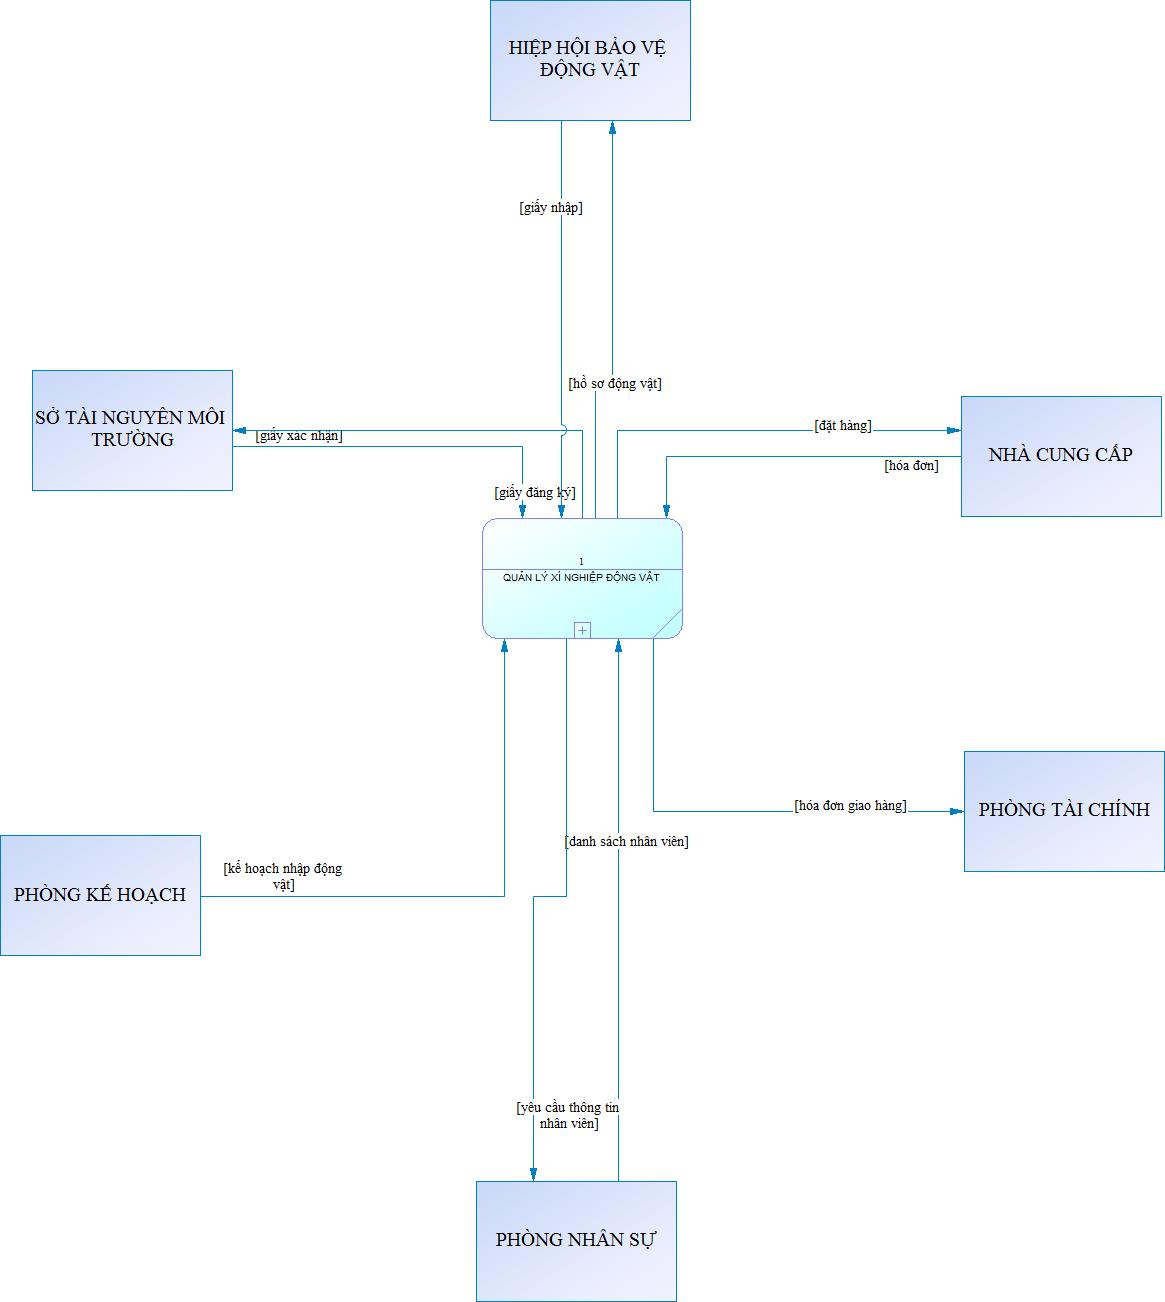 HIỆP HỘI BẢO VỆ
ĐỘNG VẬT
[giấy nhập]
[hồ sơ động vật]
SỞ TÀI NGUYÊN MÔI
TRƯỜNG
[giấy xác nhận]
[giấy đăng ký]
[đặt hàng]
[hóa đơn]
NHÀ CUNG CẤP
1
QUẢN LÝ XÍ NGHIỆP ĐỘNG VẬT
[hóa đơn giao hàng]
PHÒNG TÀI CHÍNH
[danh sách nhân viên]
[kế hoạch nhập động
vật]
PHÒNG KẾ HOẠCH
[yêu cầu thông tin
nhân viên]
PHÒNG NHÂN SỰ